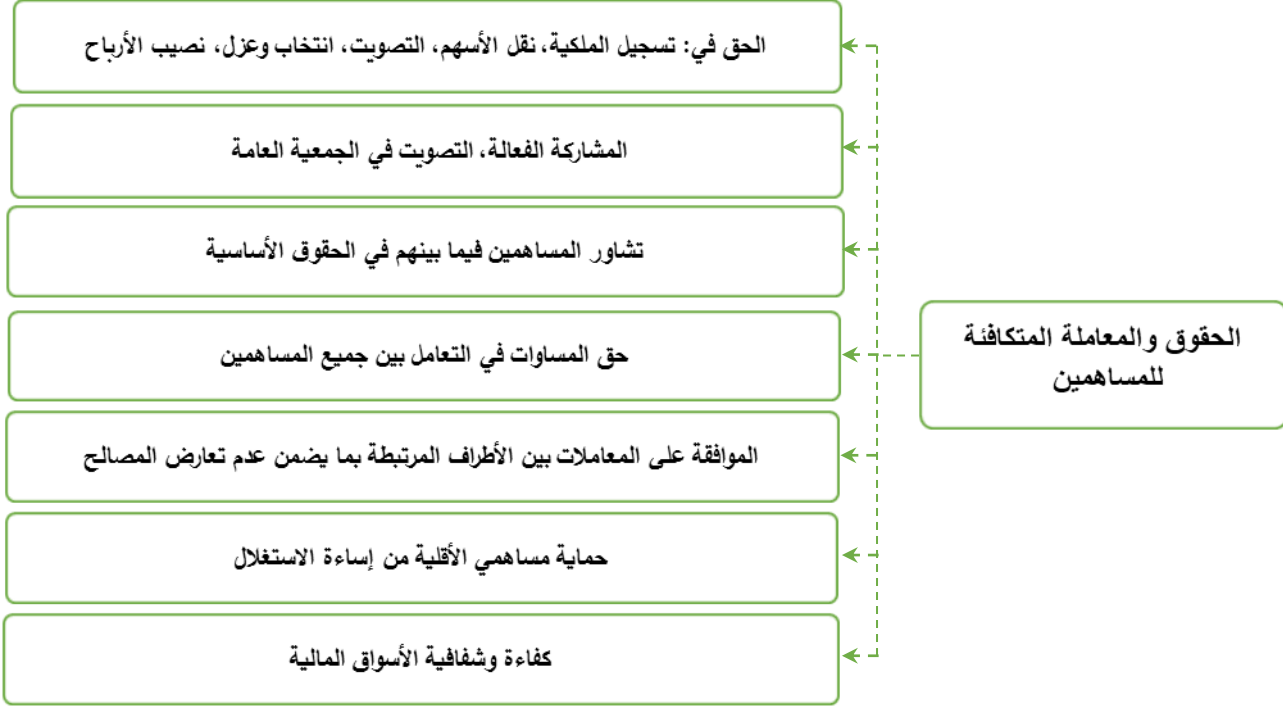 الحق في: تسجيل الملكية، نقل الأسهم، التصويت، انتخاب وعزل، نصيب الأرباح
المشاركة الفعالة، التصويت في الجمعية العامة
تشاور المساهمين فيما بينهم في الحقوق الأساسية
الحقوق والمعاملة المتكافئة
للمساهمين
حق المساوات في التعامل بين جميع المساهمين
الموافقة على المعاملات بين الأطراف المرتبطة بما يضمن عدم تعارض المصالح
حماية مساهمي الأقلية من إساءة الاستغلال
كفاءة وشفافية الأسواق المالية